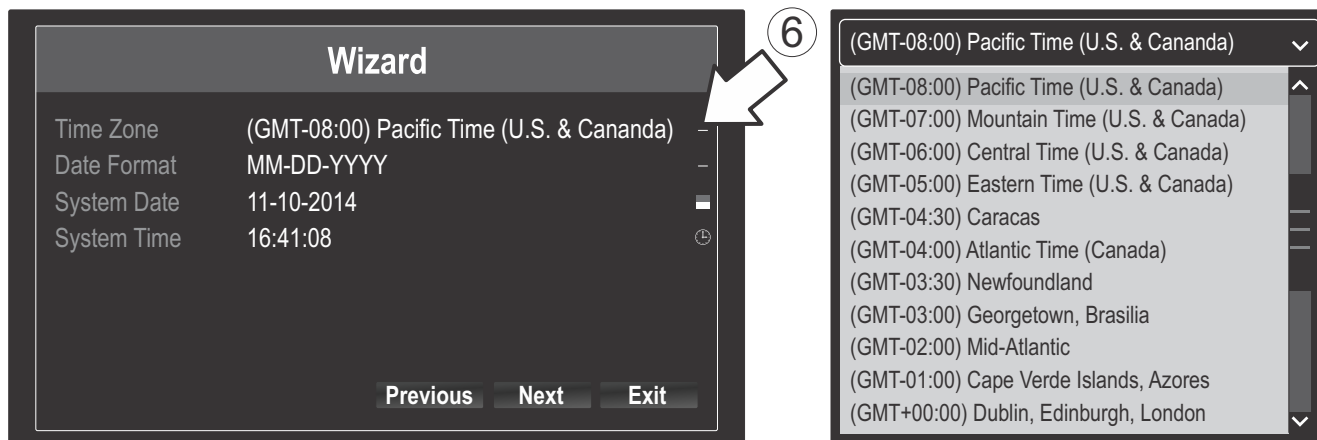 Wizard
Time Zone (GMT-08:00) Pacific Time (U.S. & Cananda)
Date Format MM-DD-YYYY
System Date 11-10-2014
System Time 16:41:08
Previous Next Exit
6
(GMT-08:00) Pacific Time (U.S. & Cananda)
(GMT-08:00) Pacific Time (U.S. & Canada)
(GMT-07:00) Mountain Time (U.S. & Canada)
(GMT-06:00) Central Time (U.S. & Canada)
(GMT-05:00) Eastern Time (U.S. & Canada)
(GMT-04:30) Caracas
(GMT-04:00) Atlantic Time (Canada)
(GMT-03:30) Newfoundland
(GMT-03:00) Georgetown, Brasilia
(GMT-02:00) Mid-Atlantic
(GMT-01:00) Cape Verde Islands, Azores
(GMT+00:00) Dublin, Edinburgh, London